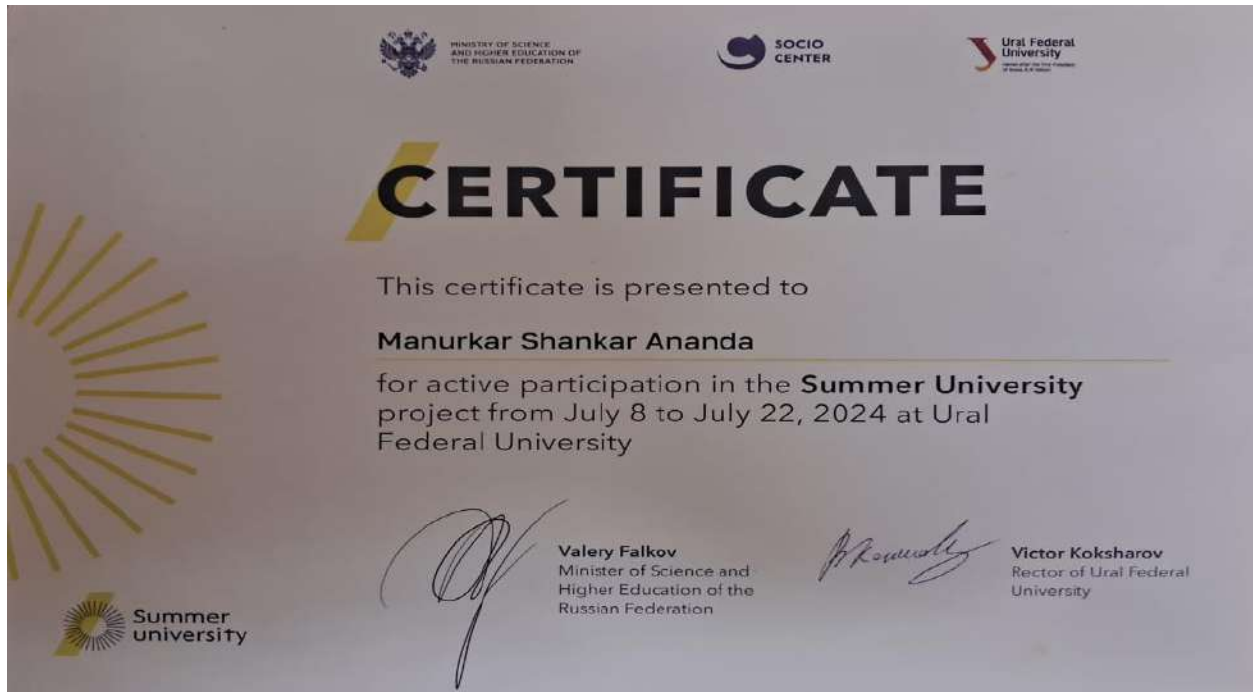 MINISTRY OF SCIENCE
AND HIGHER EDUCATION OF
THE RUSSIAN FEDERATION
SOCIO
CENTER
Ural Federal
University
CERTIFICATE
This certificate is presented to
Manurkar Shankar Ananda
for active participation in the Summer University
project from July 8 to July 22, 2024 at Ural
Federal University
Valery Falkov
Minister of Science and
Higher Education of the
Russian Federation
Victor Koksharov
Rector of Ural Federal
University
Summer
university